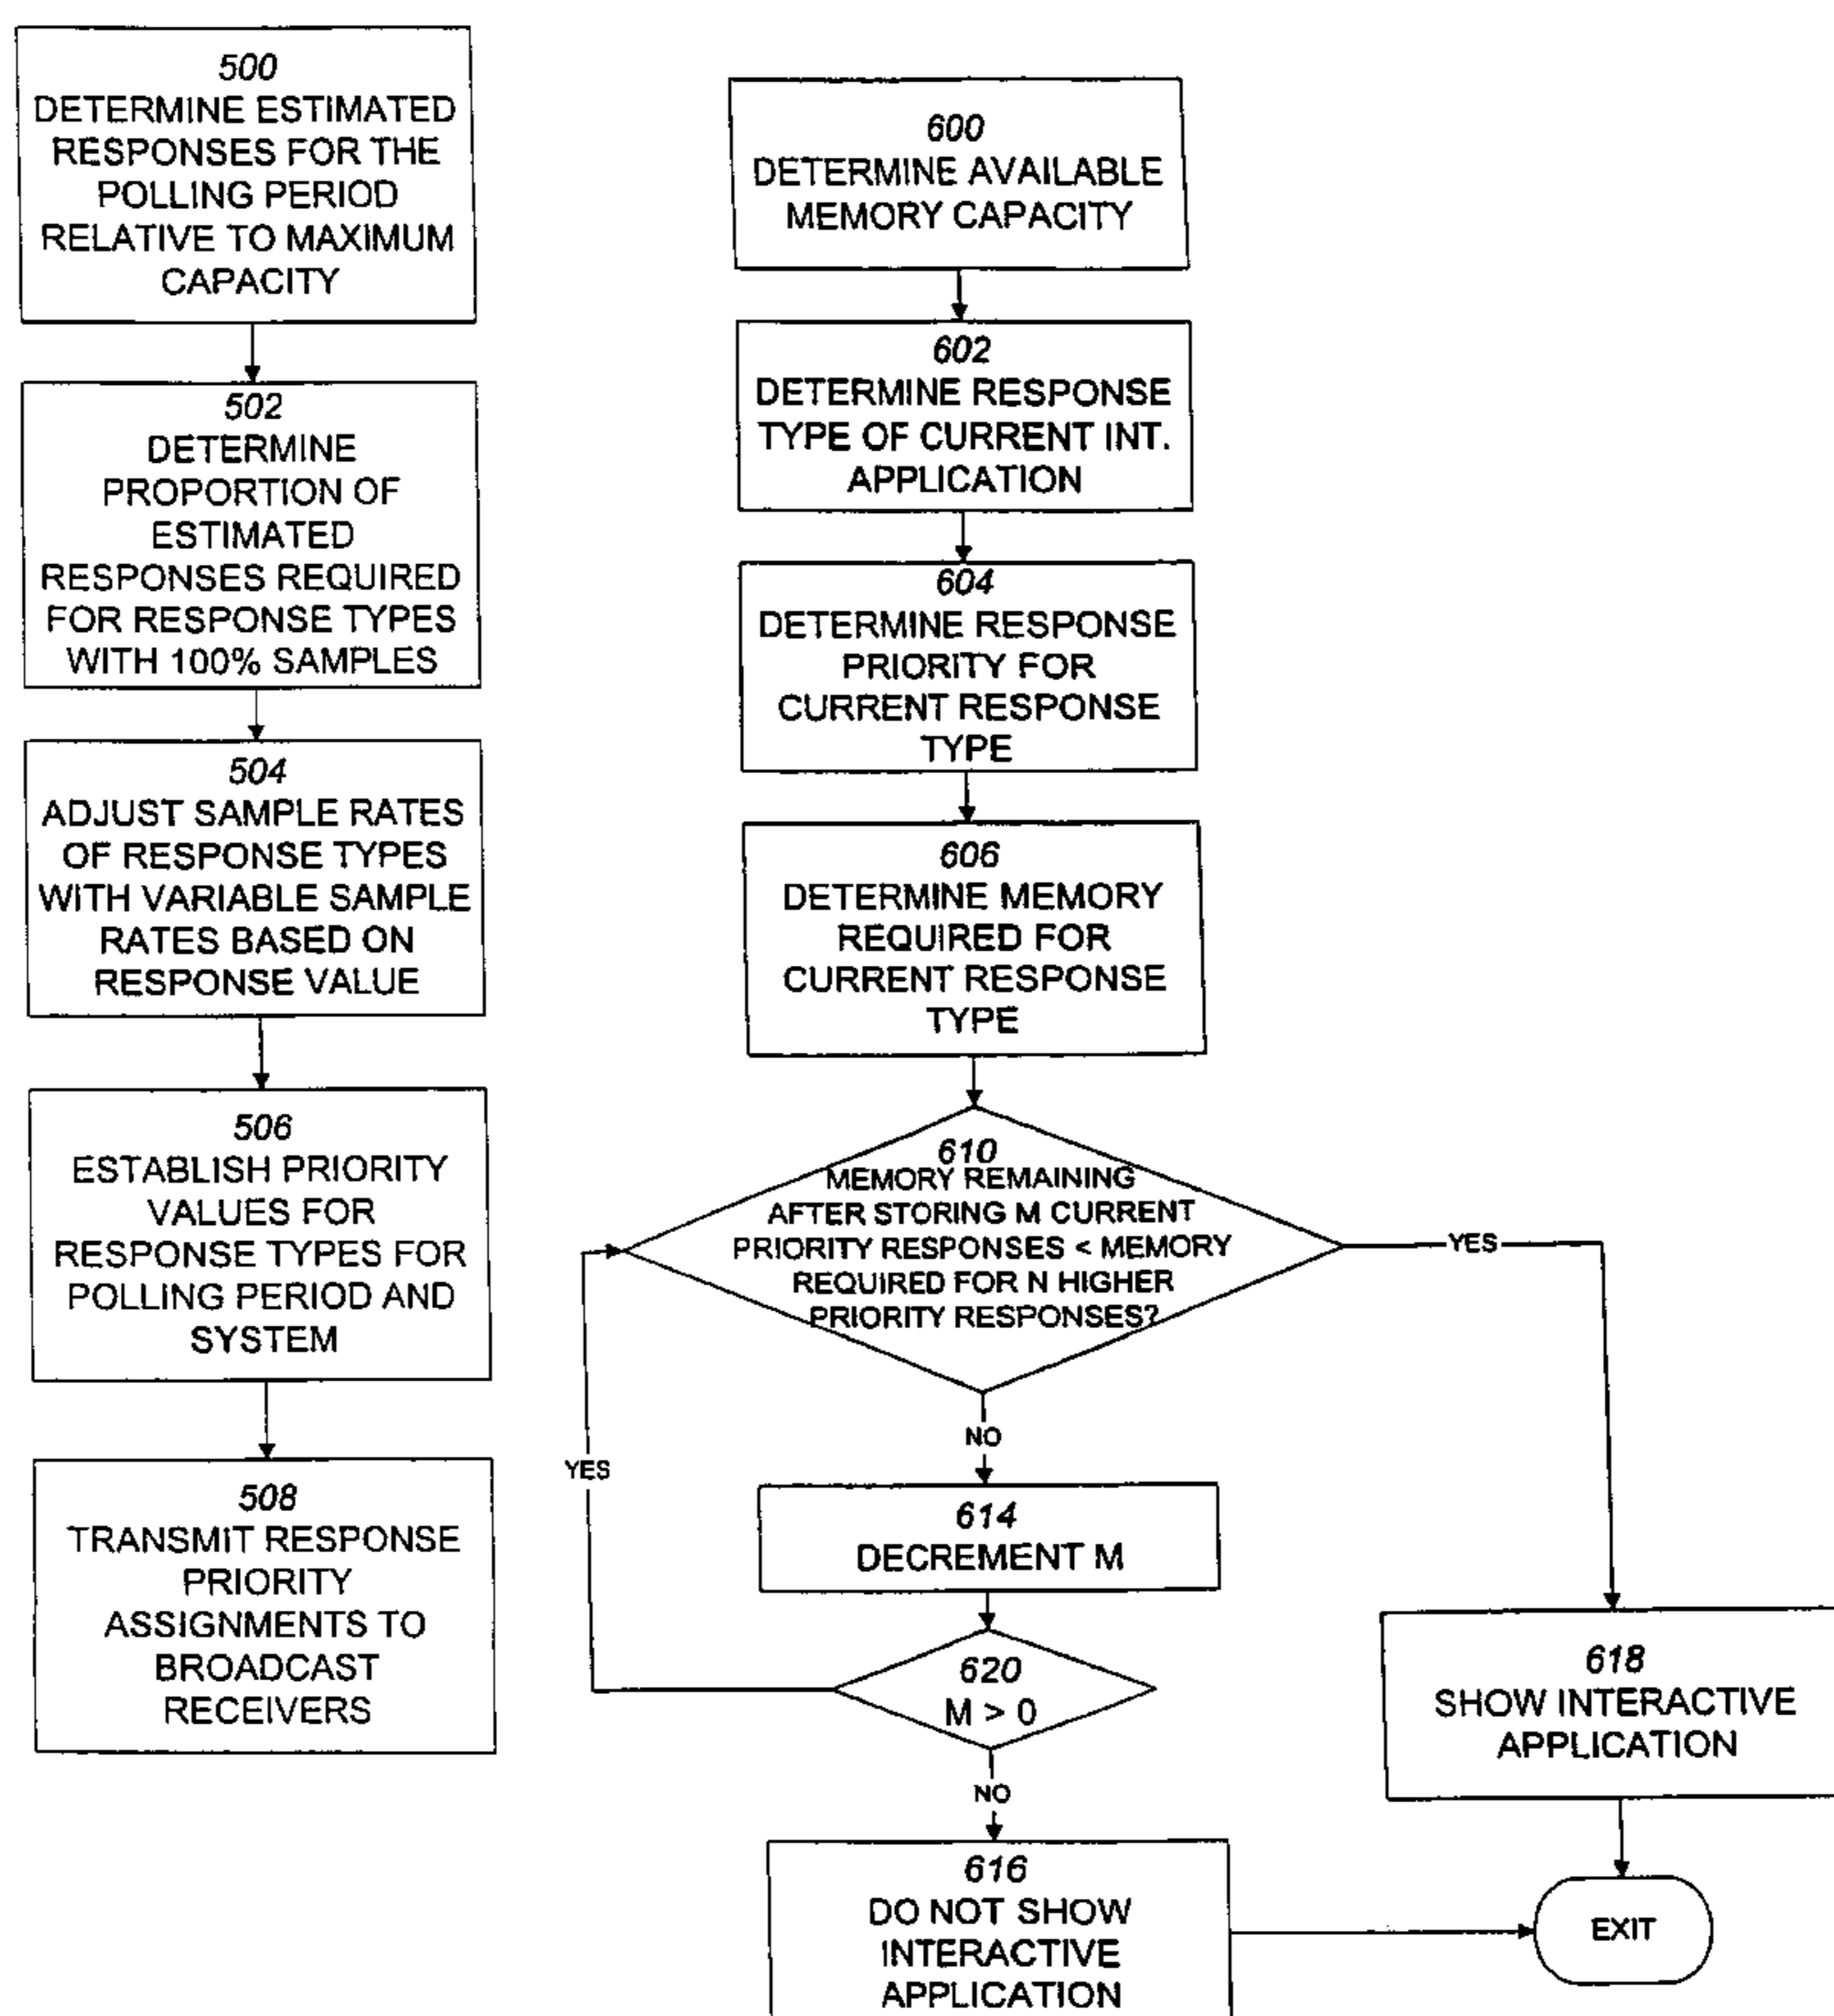 500
DETERMINE ESTIMATED
RESPONSES FOR THE
POLLING PERIOD
RELATIVE TO MAXIMUM
CAPACITY
502
DETERMINE
PROPORTION OF
ESTIMATED
RESPONSES REQUIRED
FOR RESPONSE TYPES
WITH 100% SAMPLES
504
ADJUST SAMPLE RATES
OF RESPONSE TYPES
WITH VARIABLE SAMPLE
RATES BASED ON
RESPONSE VALUE
506
ESTABLISH PRIORITY
VALUES FOR
RESPONSE TYPES FOR
POLLING PERIOD AND
SYSTEM
508
TRANSMIT RESPONSE
PRIORITY
ASSIGNMENTS TO
BROADCAST
RECEIVERS
600
DETERMINE AVAILABLE
MEMORY CAPACITY
602
DETERMINE RESPONSE
TYPE OF CURRENT INT.
APPLICATION
604
DETERMINE RESPONSE
PRIORITY FOR
CURRENT RESPONSE
TYPE
606
DETERMINE MEMORY
REQUIRED FOR
CURRENT RESPONSE
TYPE
610
MEMORY REMAINING
AFTER STORING M CURRENT
PRIORITY RESPONSES < MEMORY
REQUIRED FOR N HIGHER
PRIORITY RESPONSES?
YES
NO
YES
614
DECREMENT M
620
M > 0
NO
616
DO NOT SHOW
INTERACTIVE
APPLICATION
618
SHOW INTERACTIVE
APPLICATION
EXIT